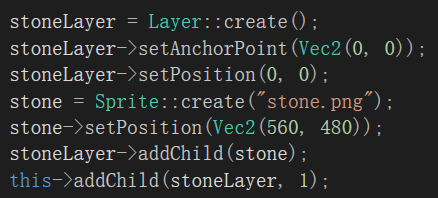 stoneLayer = Layer::create();
stoneLayer->setAnchorPoint(Vec2(0, 0));
stoneLayer->setPosition(0, 0);
stone = Sprite::create("stone.png");
stone->setPosition(Vec2(560, 480));
stoneLayer->addChild(stone);
this->addChild(stoneLayer, 1);